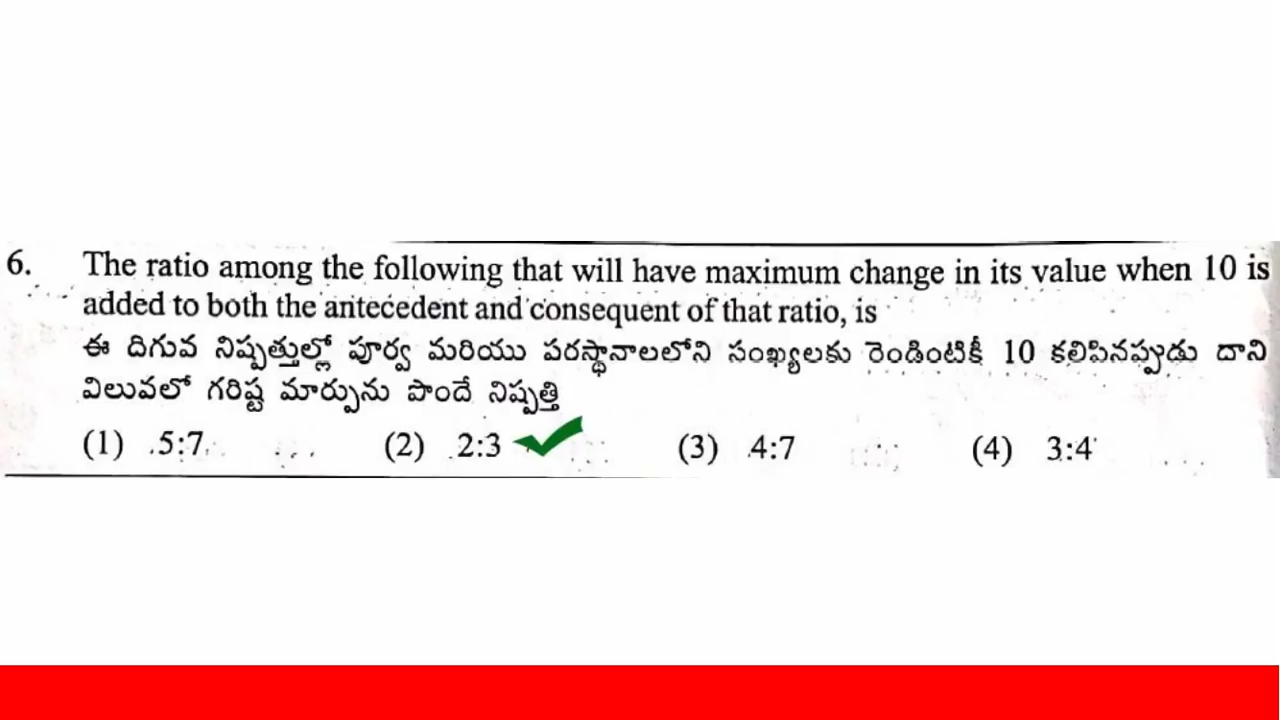 6. The ratio among the following that will have maximum change in its value when 10 is
added to both the antecedent and consequent of that ratio, is
ఈ దిగువ నిష్పత్తుల్లో పూర్వ మరియు పరస్థానాలలోని సంఖ్యలకు రెండింటికీ 10 కలిపినప్పుడు దాని
విలువలో గరిష్ట మార్పును పొందే నిష్పత్తి
(1) 5:7 (2) 2:3 (3) 4:7 (4) 3:4